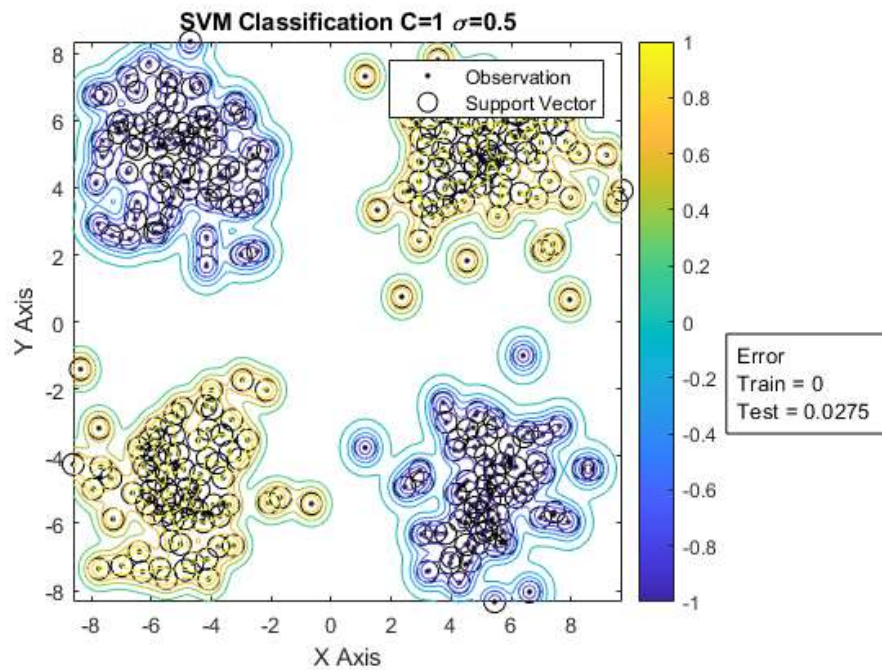 SVM Classification C=1 σ=0.5
Observation
Support Vector
8
6
4
2
0
-2
-4
-6
-8
Y Axis
-8 -6 -4 -2 0 2 4 6 8
X Axis
1
0.8
0.6
0.4
0.2
0
-0.2
-0.4
-0.6
-0.8
-1
Error
Train = 0
Test = 0.0275